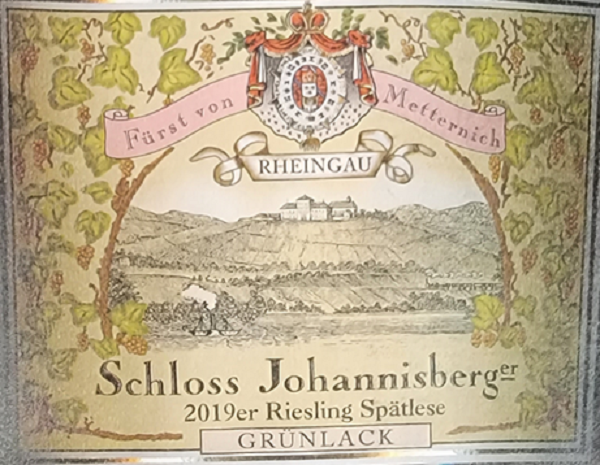 Fürst von Metternich
RHEINGAU
Schloss Johannisberger
2019er Riesling Spätlese
GRÜNLACK